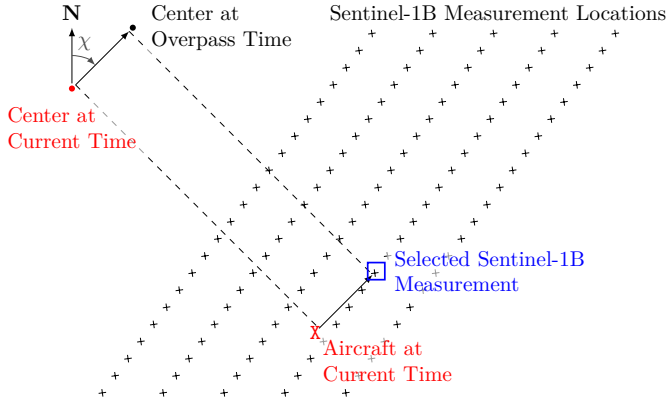 N
Center at
Overpass Time
Sentinel-1B Measurement Locations
χ
Center at
Current Time
Selected Sentinel-1B
Measurement
X
Aircraft at
Current Time